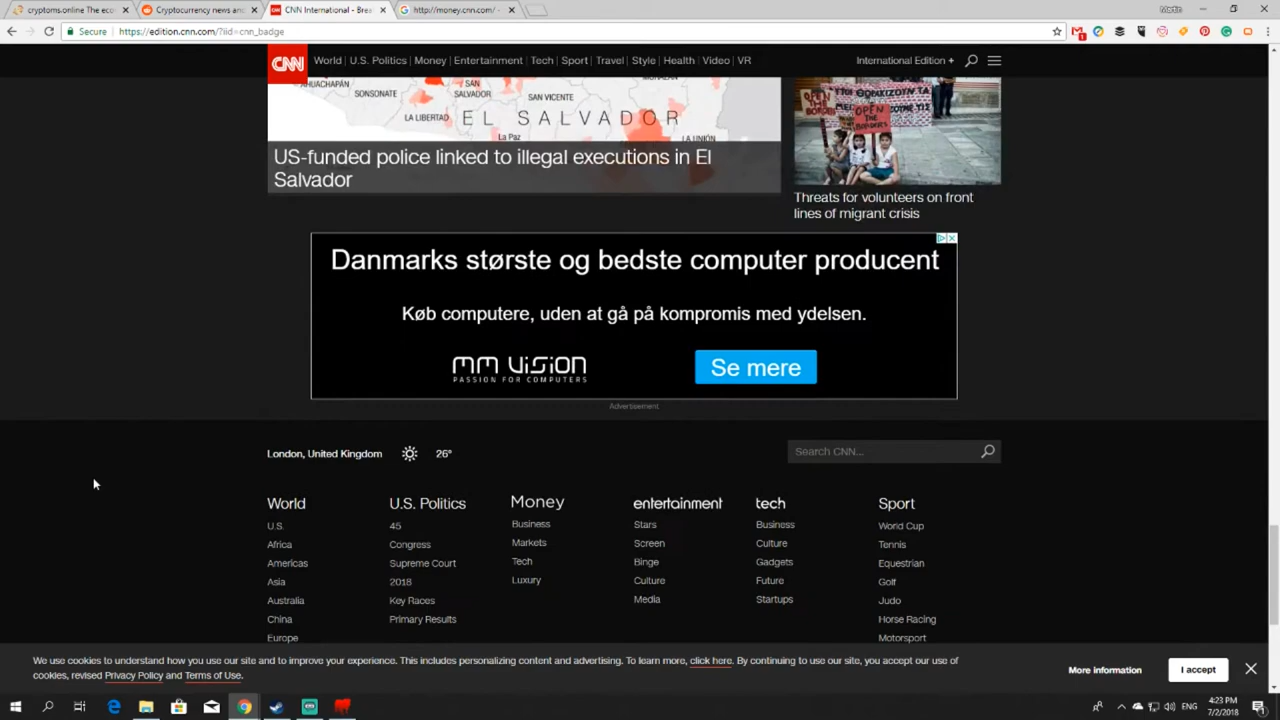 cryptoms.online The eco
Cryptocurrency news and
CNN International - Brea
http://money.cnn.com/ -
Secure
https://edition.cnn.com/?iid=cnn_badge
CNN
World
U.S. Politics
Money
Entertainment
Tech
Sport
Travel
Style
Health
Video
VR
International Edition +
AHUACHAPÁN
SONSONATE
SAN
SALVADOR
SAN VICENTE
LA LIBERTAD
EL SALVADOR
La Paz
LA UNIÓN
US-funded police linked to illegal executions in El
Salvador
OPEN
THE
BORDERS
Threats for volunteers on front
lines of migrant crisis
Danmarks største og bedste computer producent
Køb computere, uden at gå på kompromis med ydelsen.
mm vision
PASSION FOR COMPUTERS
Se mere
Advertisement
London, United Kingdom
26°
Search CNN...
World
U.S.
Africa
Americas
Asia
Australia
China
Europe
U.S. Politics
45
Congress
Supreme Court
2018
Key Races
Primary Results
Money
Business
Markets
Tech
Luxury
entertainment
Stars
Screen
Binge
Culture
Media
tech
Business
Culture
Gadgets
Future
Startups
Sport
World Cup
Tennis
Equestrian
Golf
Judo
Horse Racing
Motorsport
We use cookies to understand how you use our site and to improve your experience. This includes personalizing content and advertising. To learn more, click here. By continuing to use our site, you accept our use of
cookies, revised Privacy Policy and Terms of Use.
More information
I accept
ENG
4:23 PM
7/2/2018